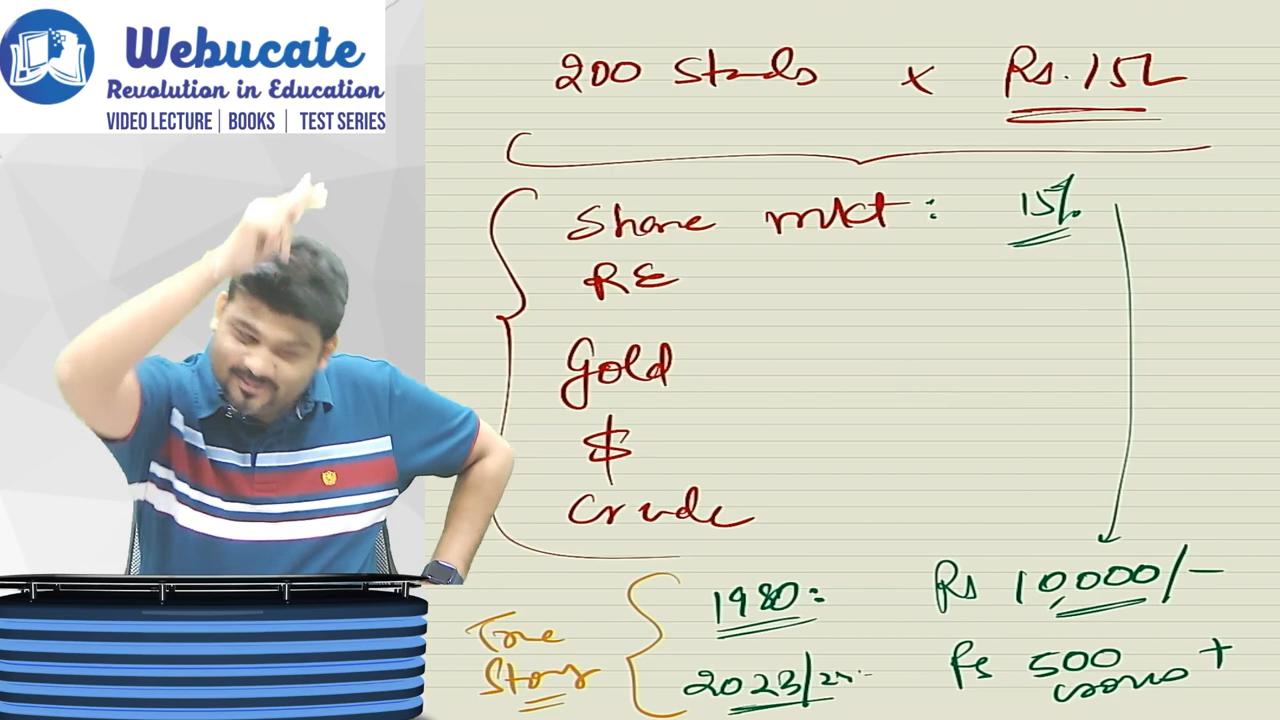 Webucate
Revolution in Education
VIDEO LECTURE | BOOKS | TEST SERIES
200 Studs x Rs. 15L
Share mkt : 15%
RE
Gold
$
Crude
True Story
1980: Rs 10,000/-
2023/24 Rs 500 crores +